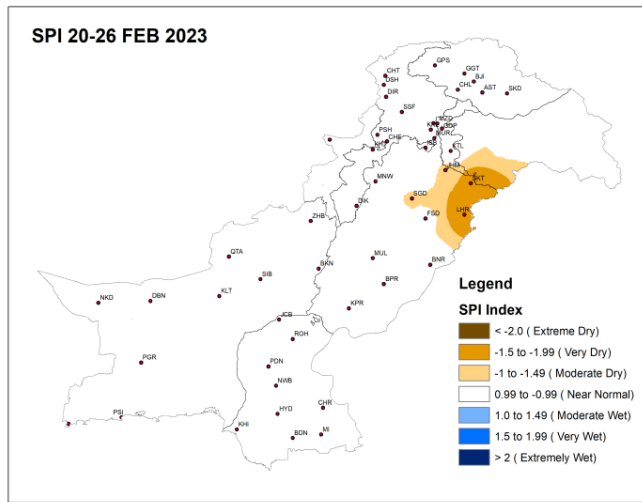 SPI 20-26 FEB 2023
GPS
CHT
GGT
DSH
BJI
CHL
AST
SKD
DIR
SSF
MZQ
GDP
PSH
MUR
CHE
ISB
KTL
MNW
SKT
SGD
DIK
LHR
FSD
ZHB
QTA
MUL
BNR
BKN
SIB
BPR
KLT
NKD
DBN
KPR
JCB
ROH
PGR
PDN
NWB
CHR
HYD
PSI
KHI
BDN
MI
Legend
SPI Index
< -2.0 ( Extreme Dry)
-1.5 to -1.99 ( Very Dry)
-1 to -1.49 ( Moderate Dry)
0.99 to -0.99 ( Near Normal)
1.0 to 1.49 ( Moderate Wet)
1.5 to 1.99 ( Very Wet)
> 2 ( Extremely Wet)